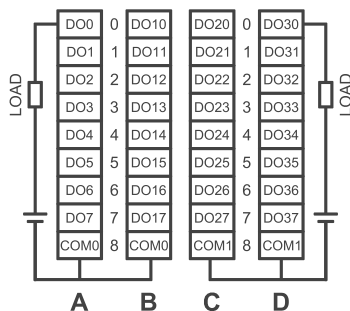 DO0 0 DO10 DO20 0 DO30
DO1 1 DO11 DO21 1 DO31
DO2 2 DO12 DO22 2 DO32
LOAD DO3 3 DO13 DO23 3 DO33 LOAD
DO4 4 DO14 DO24 4 DO34
DO5 5 DO15 DO25 5 DO35
DO6 6 DO16 DO26 6 DO36
DO7 7 DO17 DO27 7 DO37
COM0 8 COM0 COM1 8 COM1
A B C D